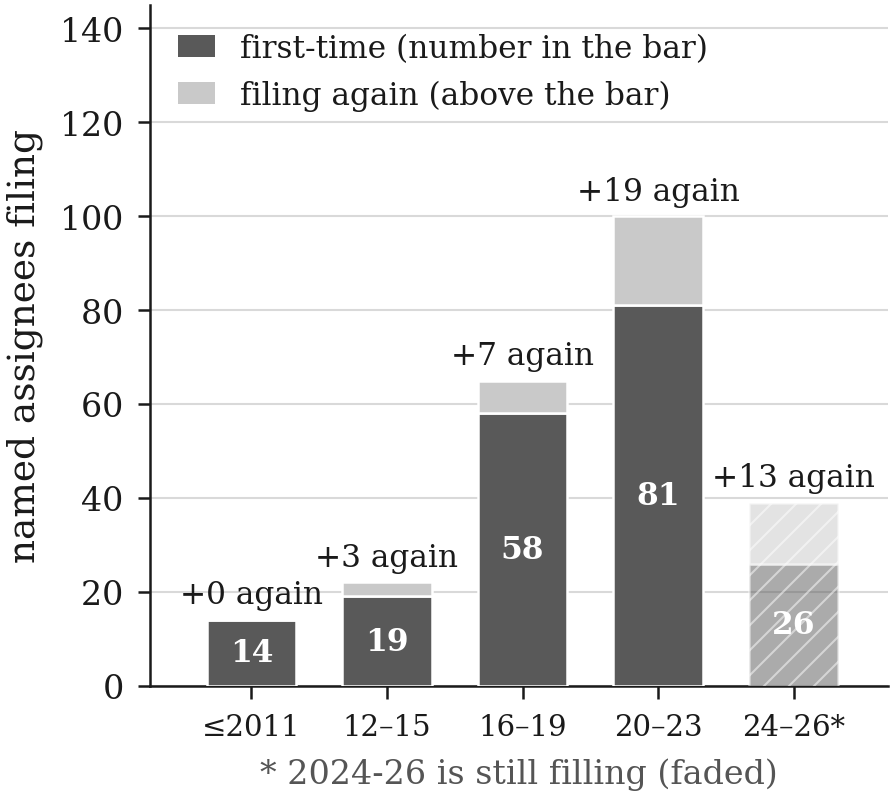 140
120
100
80
60
40
20
0
named assignees filing
first-time (number in the bar)
filing again (above the bar)
+0 again
14
+3 again
19
+7 again
58
+19 again
81
+13 again
26
≤2011 12–15 16–19 20–23 24–26*
* 2024-26 is still filling (faded)